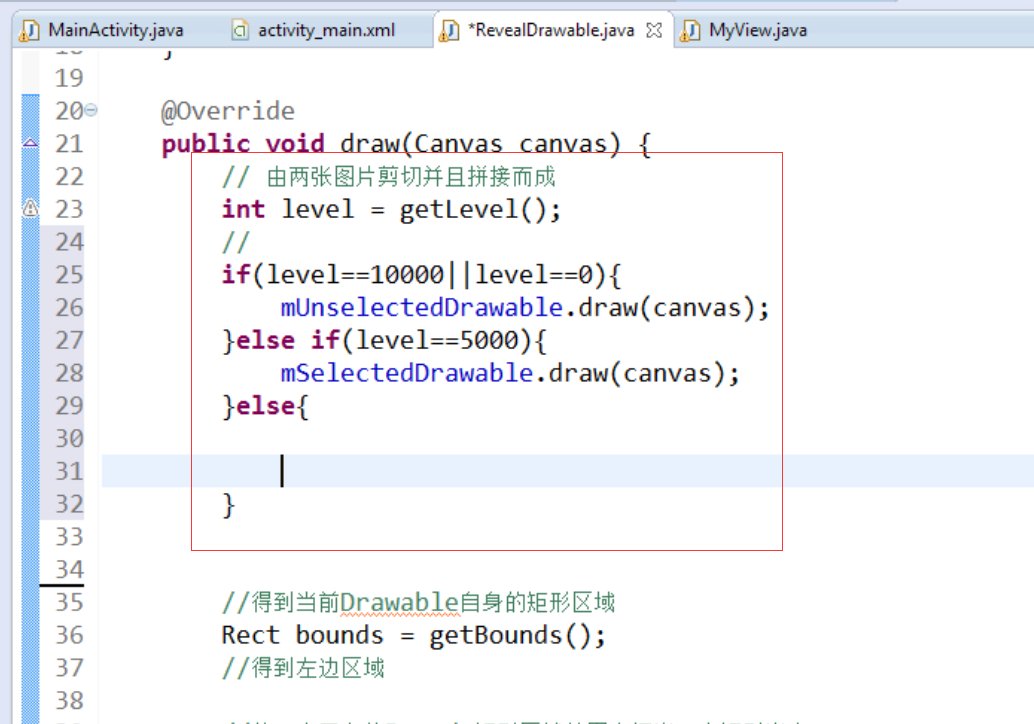 MainActivity.java activity_main.xml *RevealDrawable.java MyView.java
19
20 @Override
21 public void draw(Canvas canvas) {
22 // 由两张图片剪切并且拼接而成
23 int level = getLevel();
24 //
25 if(level==10000||level==0){
26 mUnselectedDrawable.draw(canvas);
27 }else if(level==5000){
28 mSelectedDrawable.draw(canvas);
29 }else{
30
31
32 }
33
34
35 //得到当前Drawable自身的矩形区域
36 Rect bounds = getBounds();
37 //得到左边区域
38